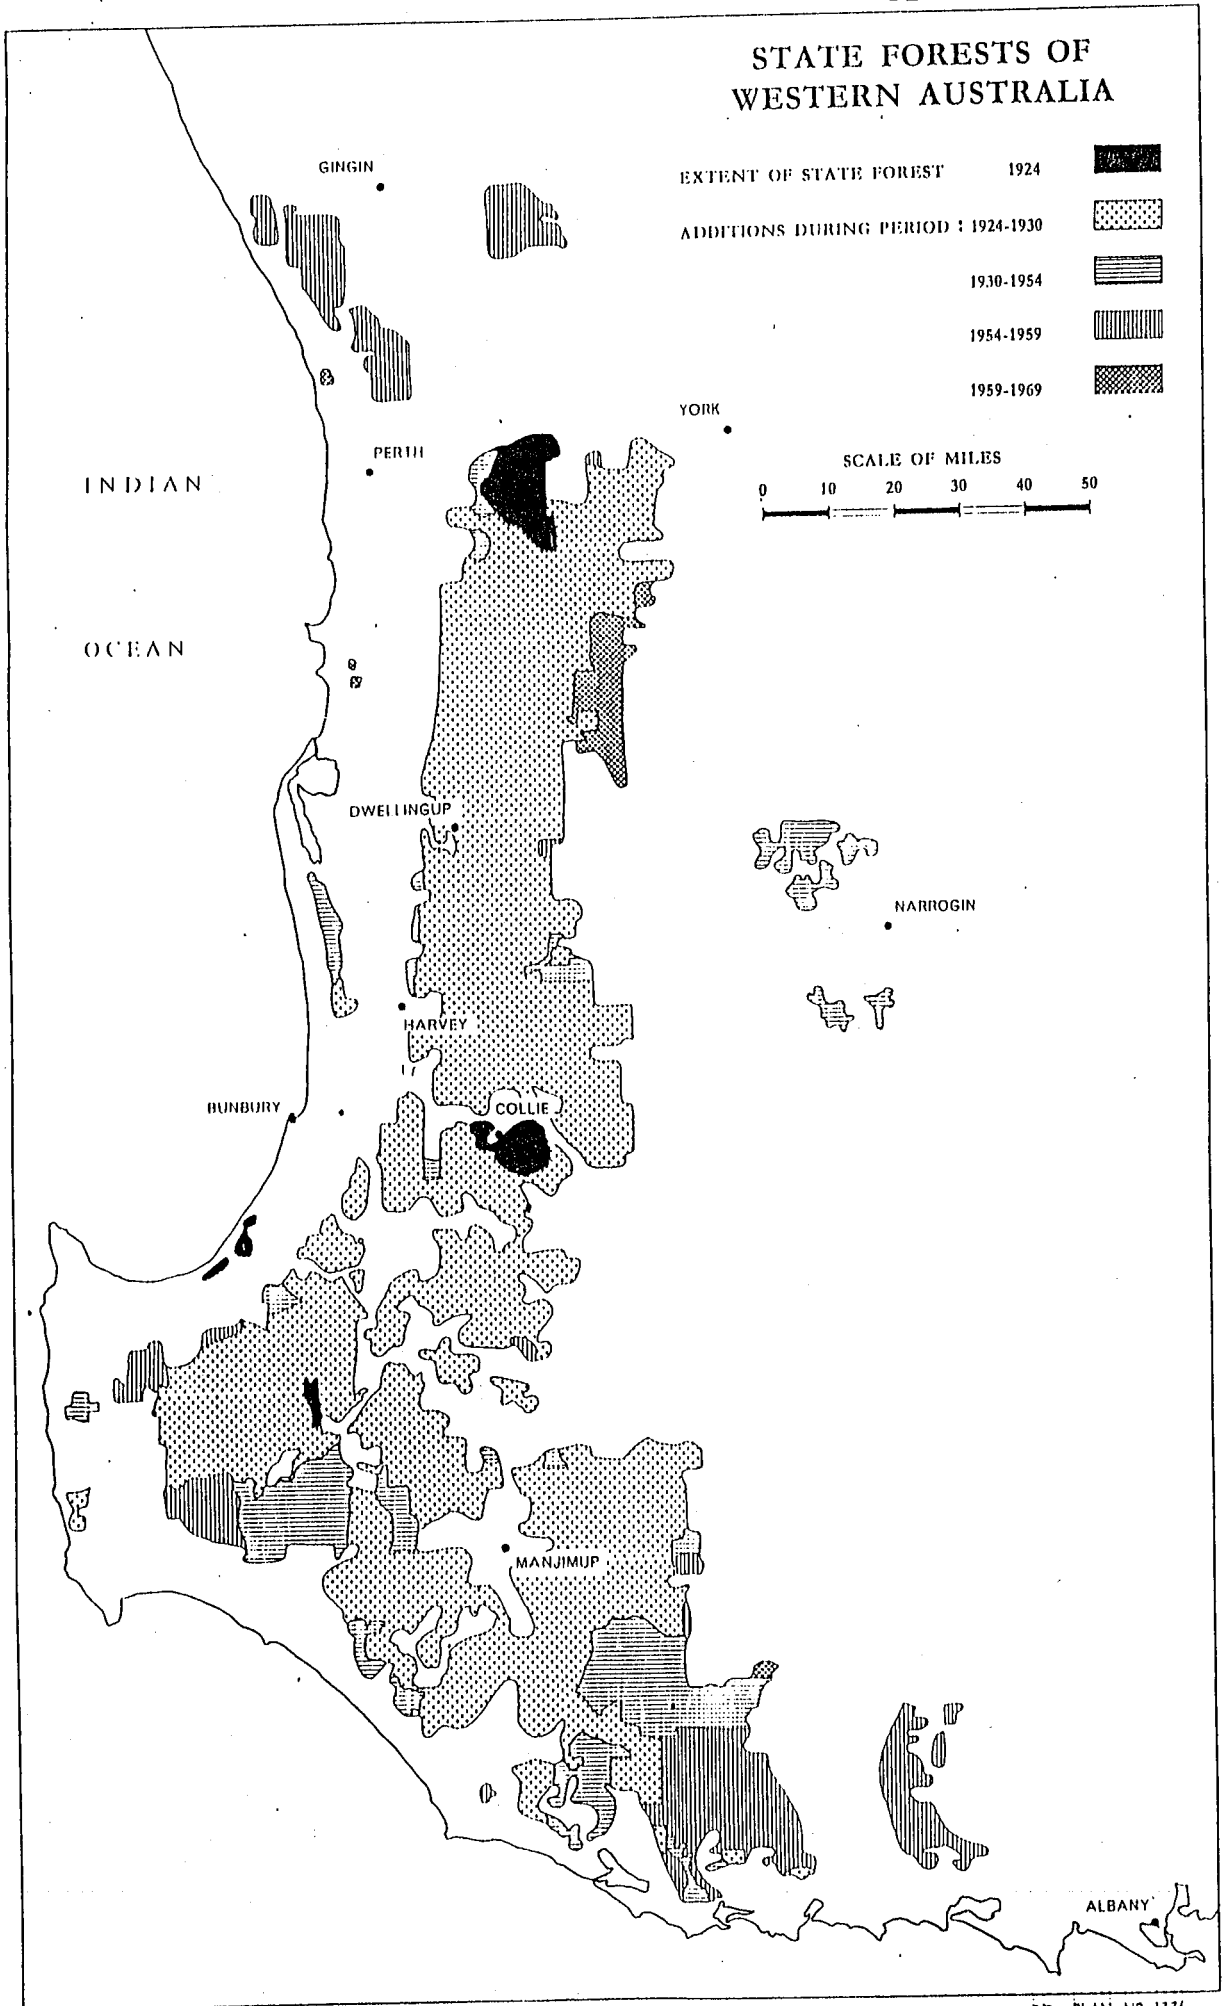 STATE FORESTS OF
WESTERN AUSTRALIA
EXTENT OF STATE FOREST 1924
ADDITIONS DURING PERIOD : 1924-1930
1930-1954
1954-1959
1959-1969
SCALE OF MILES
0 10 20 30 40 50
GINGIN
YORK
PERTH
INDIAN
OCEAN
DWELLINGUP
NARROGIN
HARVEY
BUNBURY
COLLIE
MANJIMUP
ALBANY